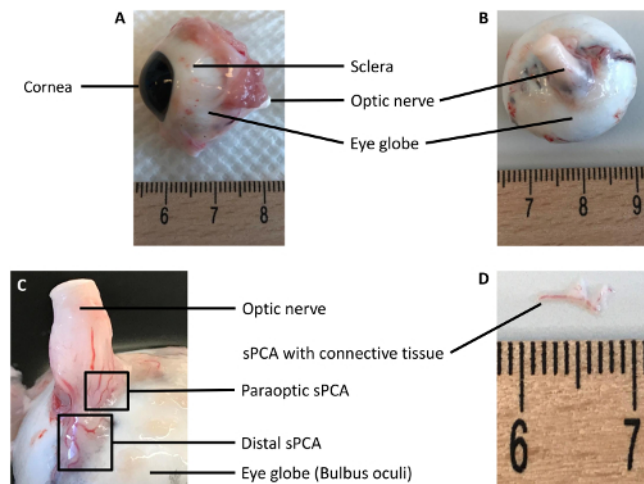 A
B
Sclera
Cornea
Optic nerve
Eye globe
6 7 8
7 8 9
C
D
Optic nerve
sPCA with connective tissue
Paraoptic sPCA
Distal sPCA
Eye globe (Bulbus oculi)
6 7